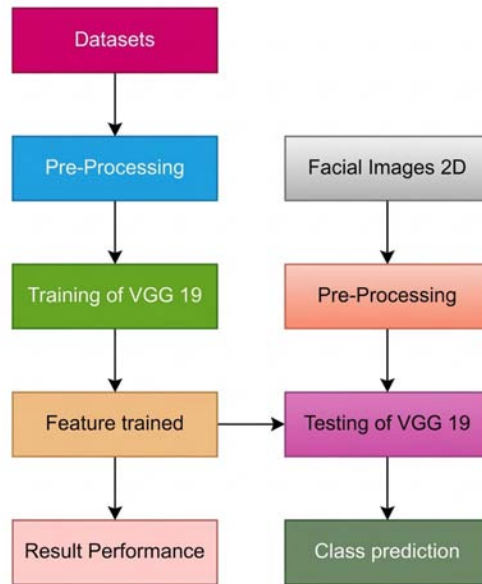 Datasets
Pre-Processing
Facial Images 2D
Training of VGG 19
Pre-Processing
Feature trained
Testing of VGG 19
Result Performance
Class prediction